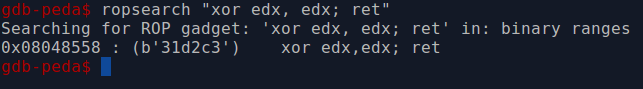 gdb-peda$ ropsearch "xor edx, edx; ret"
Searching for ROP gadget: 'xor edx, edx; ret' in: binary ranges
0x08048558 : (b'31d2c3')    xor edx,edx; ret
gdb-peda$